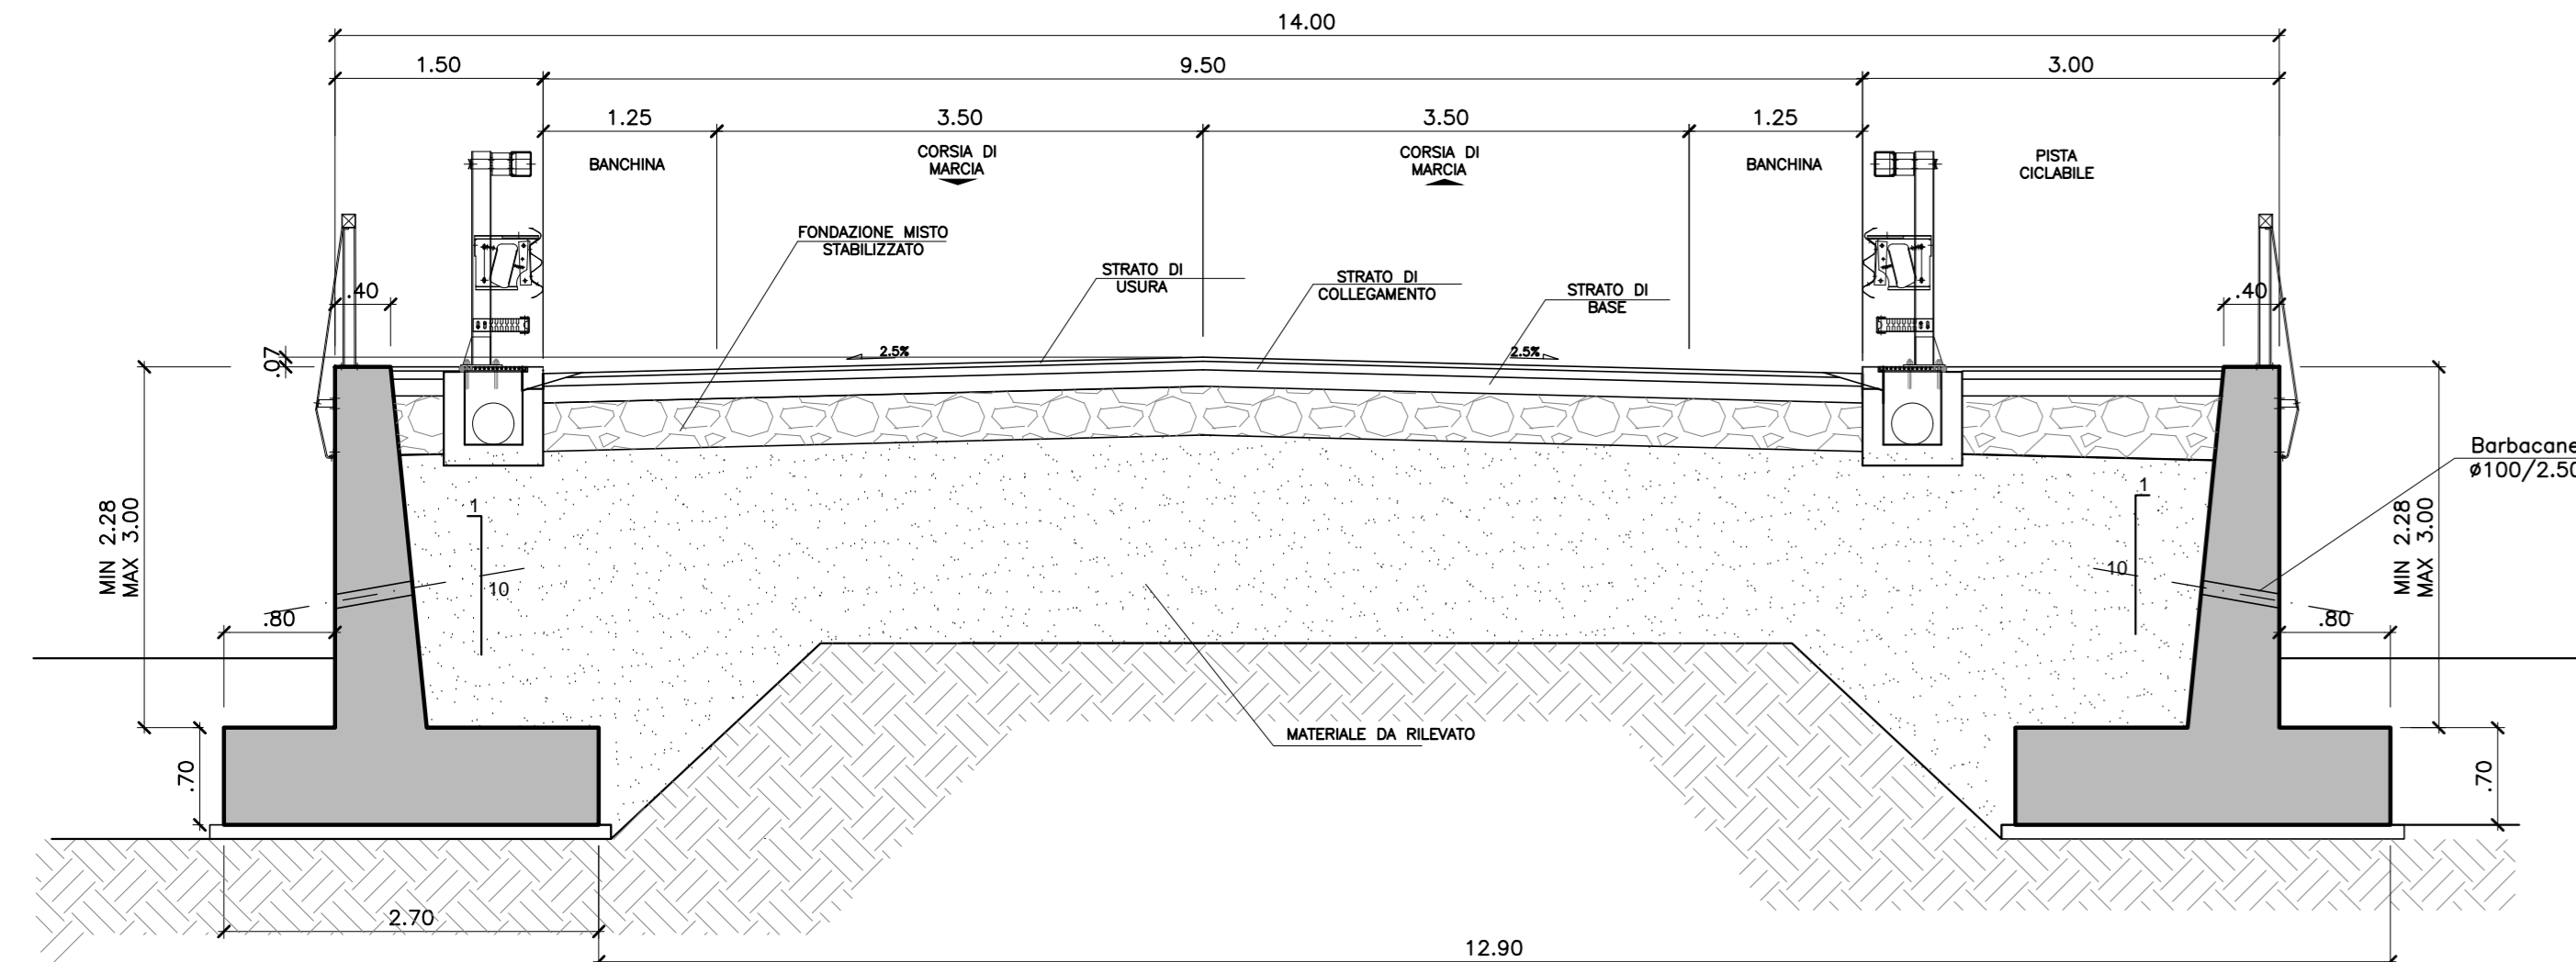 14.00
1.50
9.50
3.00
1.25
3.50
3.50
1.25
BANCHINA
CORSIA DI
MARCIA
CORSIA DI
MARCIA
BANCHINA
PISTA
CICLABILE
FONDAZIONE MISTO
STABILIZZATO
STRATO DI
USURA
STRATO DI
COLLEGAMENTO
STRATO DI
BASE
.40
.40
.07
2.5%
2.5%
Barbacane
ø100/2.50
MIN 2.28
MAX 3.00
1
10
1
10
MIN 2.28
MAX 3.00
.80
.80
MATERIALE DA RILEVATO
.70
.70
2.70
12.90